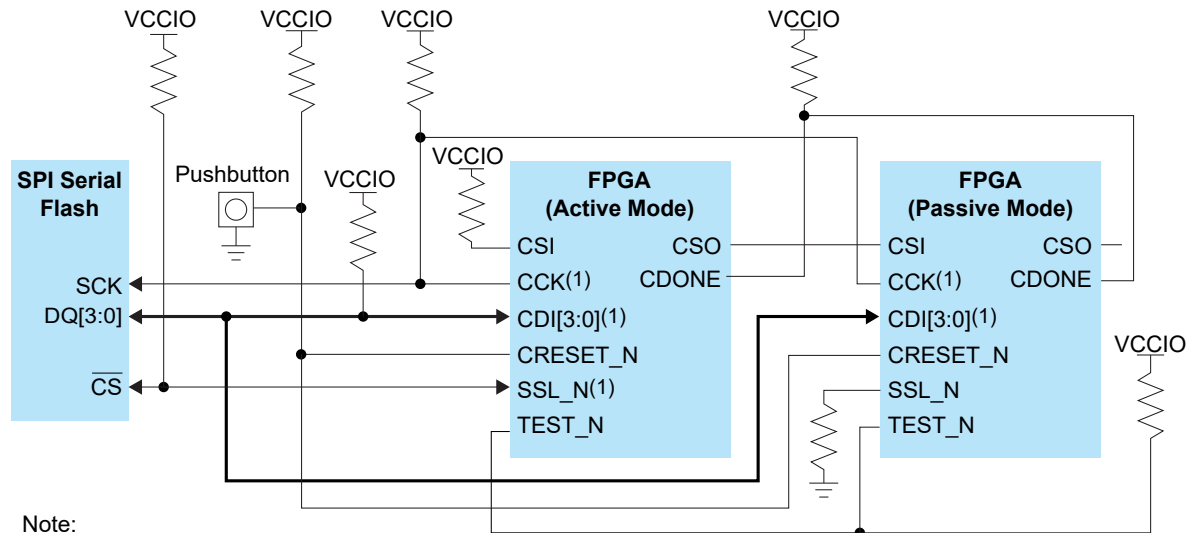 VCCIO VCCIO VCCIO VCCIO
SPI Serial
Flash
Pushbutton
VCCIO
VCCIO
FPGA
(Active Mode)
FPGA
(Passive Mode)
SCK
DQ[3:0]
CS
CSI
CCK(1)
CDI[3:0](1)
CRESET_N
SSL_N(1)
TEST_N
CSO
CDONE
CSI
CCK(1)
CDI[3:0](1)
CRESET_N
SSL_N
TEST_N
CSO
CDONE
VCCIO
Note: